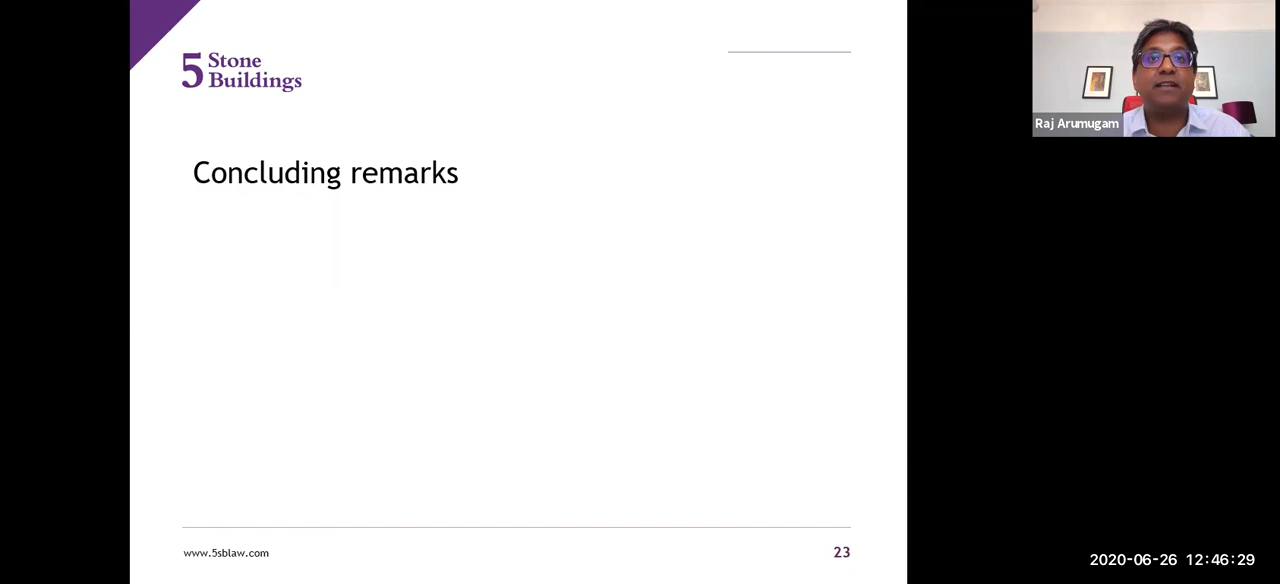 5 Stone
Buildings
Raj Arumugam
Concluding remarks
www.5sblaw.com
23
2020-06-26 12:46:29